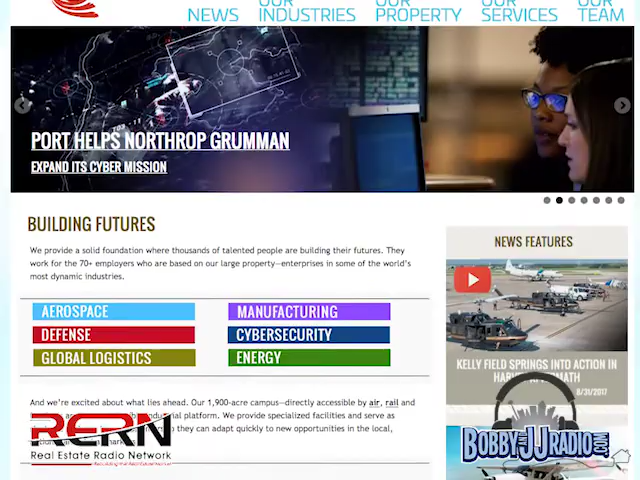 NEWS
OUR INDUSTRIES
OUR PROPERTY
OUR SERVICES
OUR TEAM
PORT HELPS NORTHROP GRUMMAN
EXPAND ITS CYBER MISSION
BUILDING FUTURES
We provide a solid foundation where thousands of talented people are building their futures. They
work for the 70+ employers who are based on our large property—enterprises in some of the world's
most dynamic industries.
AEROSPACE
MANUFACTURING
DEFENSE
CYBERSECURITY
GLOBAL LOGISTICS
ENERGY
And we're excited about what lies ahead. Our 1,900-acre campus—directly accessible by air, rail and
industrial platform. We provide specialized facilities and serve as
they can adapt quickly to new opportunities in the local,
NEWS FEATURES
KELLY FIELD SPRINGS INTO ACTION IN
8/31/2017
RERN
Real Estate Radio Network
BOBBY AND JJ RADIO.COM